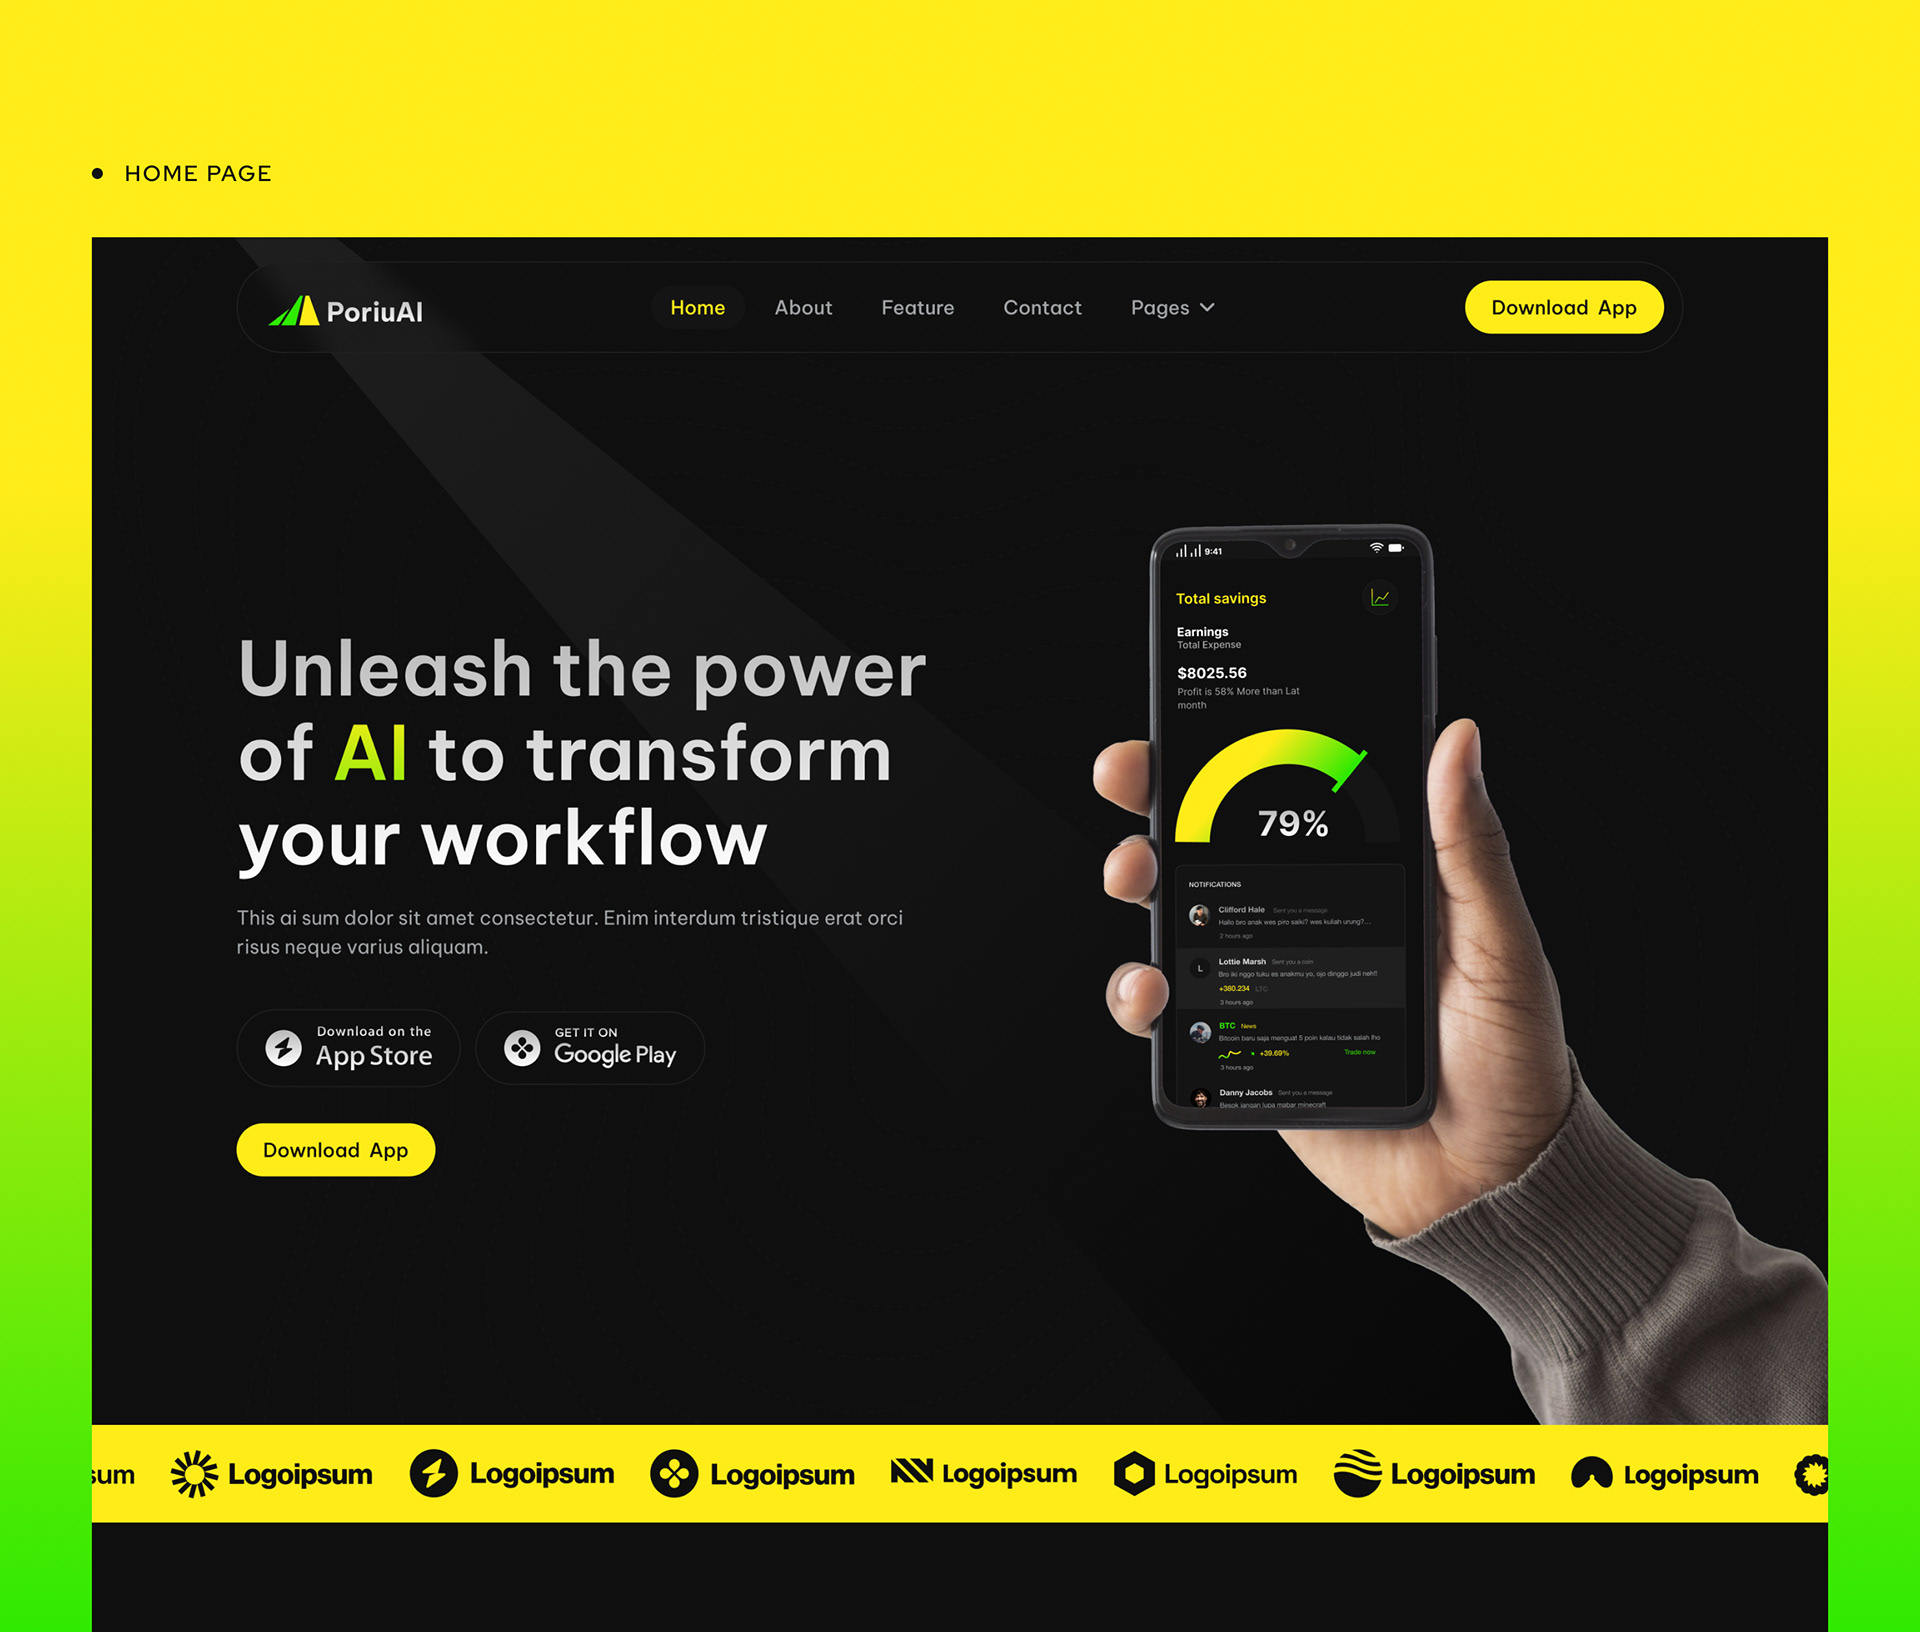 HOME PAGE
PoriuAI
Home
About
Feature
Contact
Pages
Download App
Unleash the power
of AI to transform
your workflow
This ai sum dolor sit amet consectetur. Enim interdum tristique erat orci
risus neque varius aliquam.
Download on the
App Store
GET IT ON
Google Play
Download App
9:41
Total savings
Earnings
Total Expense
$8025.56
Profit is 58% More than Lat
month
79%
NOTIFICATIONS
Clifford Hale Sent you a message
Hallo bro anak wes piro saiki? wes kuliah urung?...
2 hours ago
L
Lottie Marsh Sent you a coin
Bro iki nggo tuku es anakmu yo, ojo dinggo judi neh!!
+380.234 LTC
3 hours ago
BTC News
Bitcoin baru saja menguat 5 poin kalau tidak salah lho
+39.69% Trade now
3 hours ago
Danny Jacobs Sent you a message
Besok jangan lupa mabar minecraft
sum
Logoipsum
Logoipsum
Logoipsum
Logoipsum
Logoipsum
Logoipsum
Logoipsum